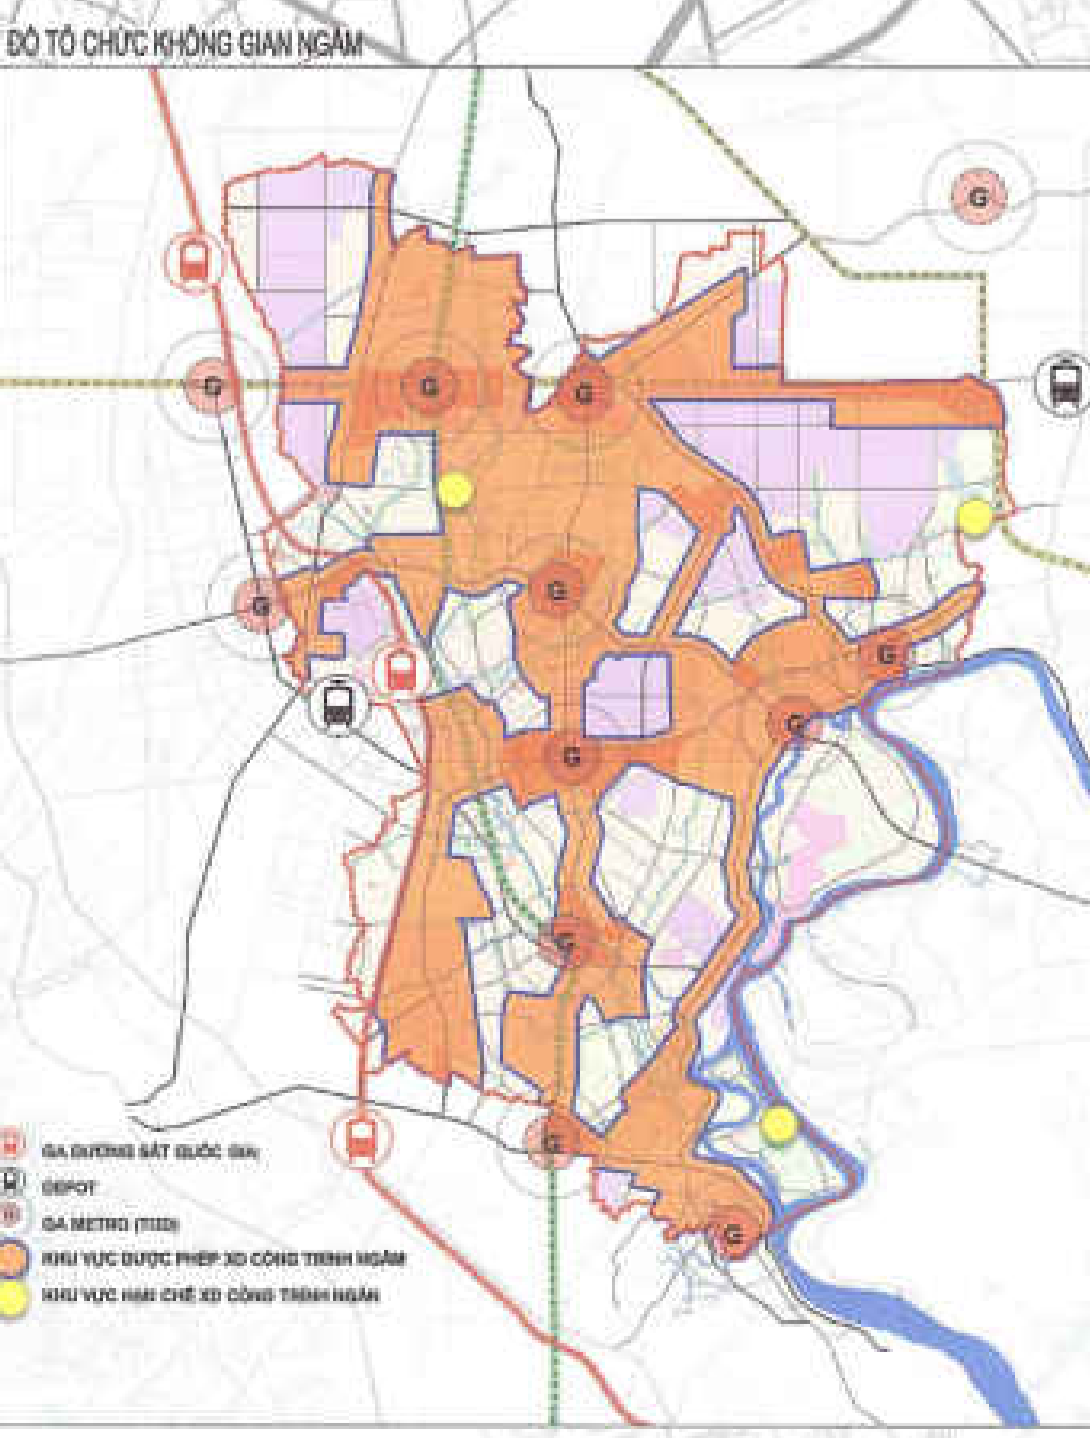 ĐỒ TỔ CHỨC KHÔNG GIAN NGẦM
G
G
G
G
G
G
G
G
G
G
G
G
GA ĐƯỜNG SẮT QUỐC GIA
DEPOT
GA METRO (TOD)
KHU VỰC ĐƯỢC PHÉP XD CÔNG TRÌNH NGẦM
KHU VỰC HẠN CHẾ XD CÔNG TRÌNH NGẦM